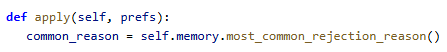 def apply(self, prefs):
    common_reason = self.memory.most_common_rejection_reason()